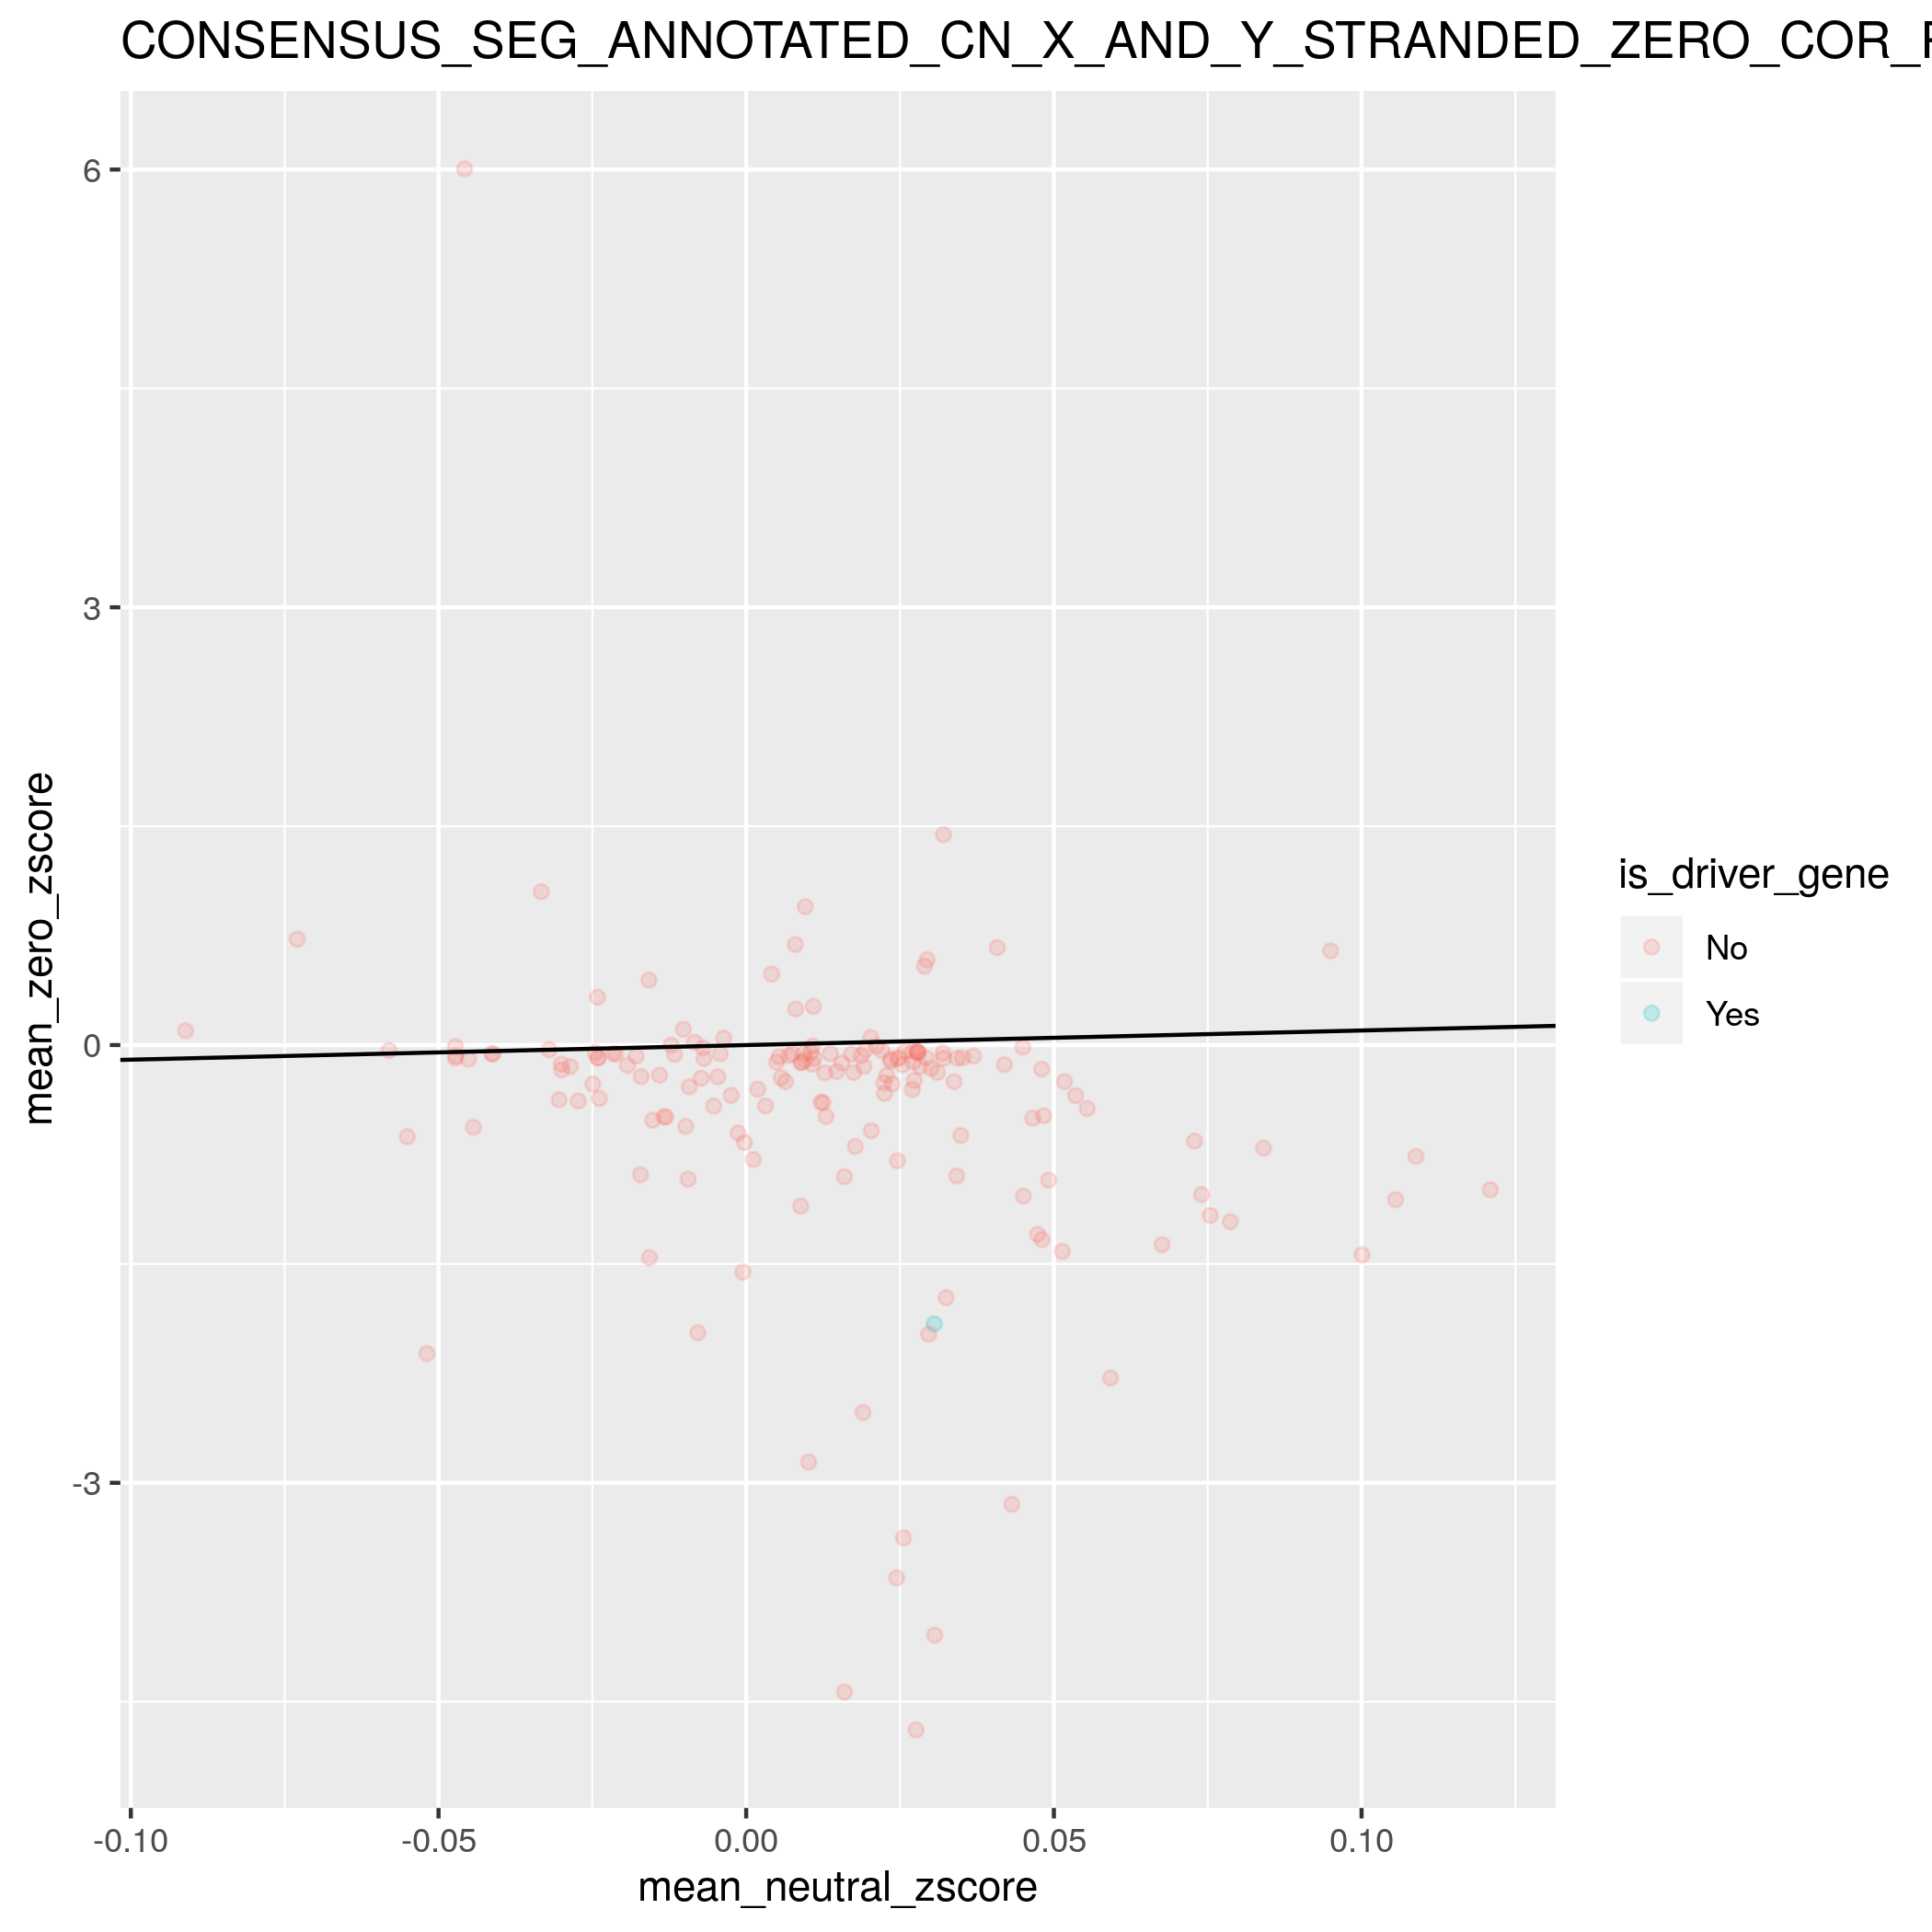 CONSENSUS_SEG_ANNOTATED_CN_X_AND_Y_STRANDED_ZERO_COR_
6
3
0
-3
mean_zero_zscore
-0.10
-0.05
0.00
0.05
0.10
mean_neutral_zscore
is_driver_gene
No
Yes